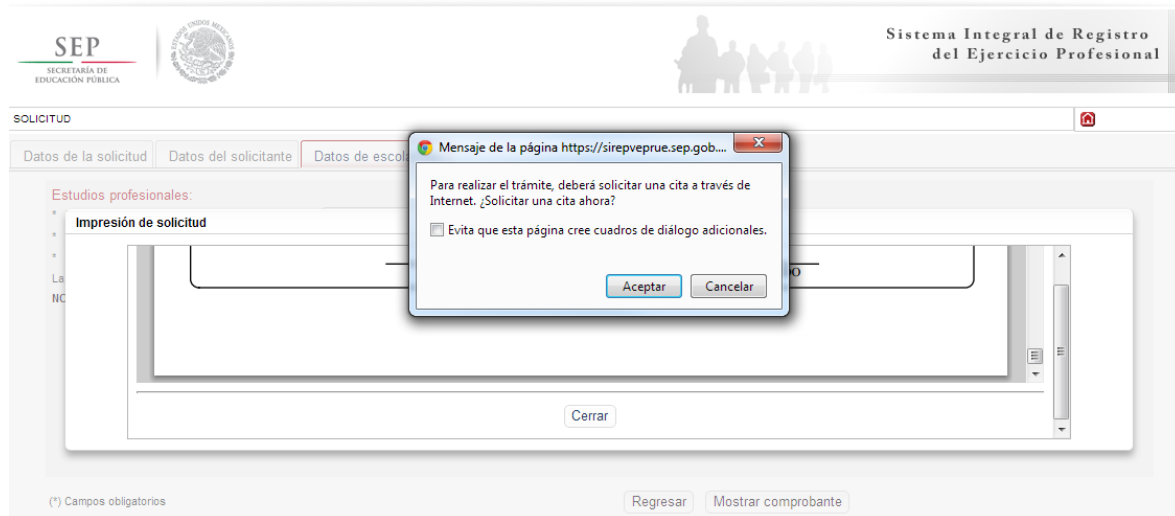 SEP
SECRETARÍA DE
EDUCACIÓN PÚBLICA
Sistema Integral de Registro
del Ejercicio Profesional
SOLICITUD
Datos de la solicitud
Datos del solicitante
Datos de escola
Mensaje de la página https://sirepveprue.sep.gob....
Para realizar el trámite, deberá solicitar una cita a través de
Internet. ¿Solicitar una cita ahora?
Evita que esta página cree cuadros de diálogo adicionales.
Aceptar
Cancelar
Estudios profesionales:
*
Impresión de solicitud
*
*
La
NO
O
Cerrar
(*) Campos obligatorios
Regresar
Mostrar comprobante